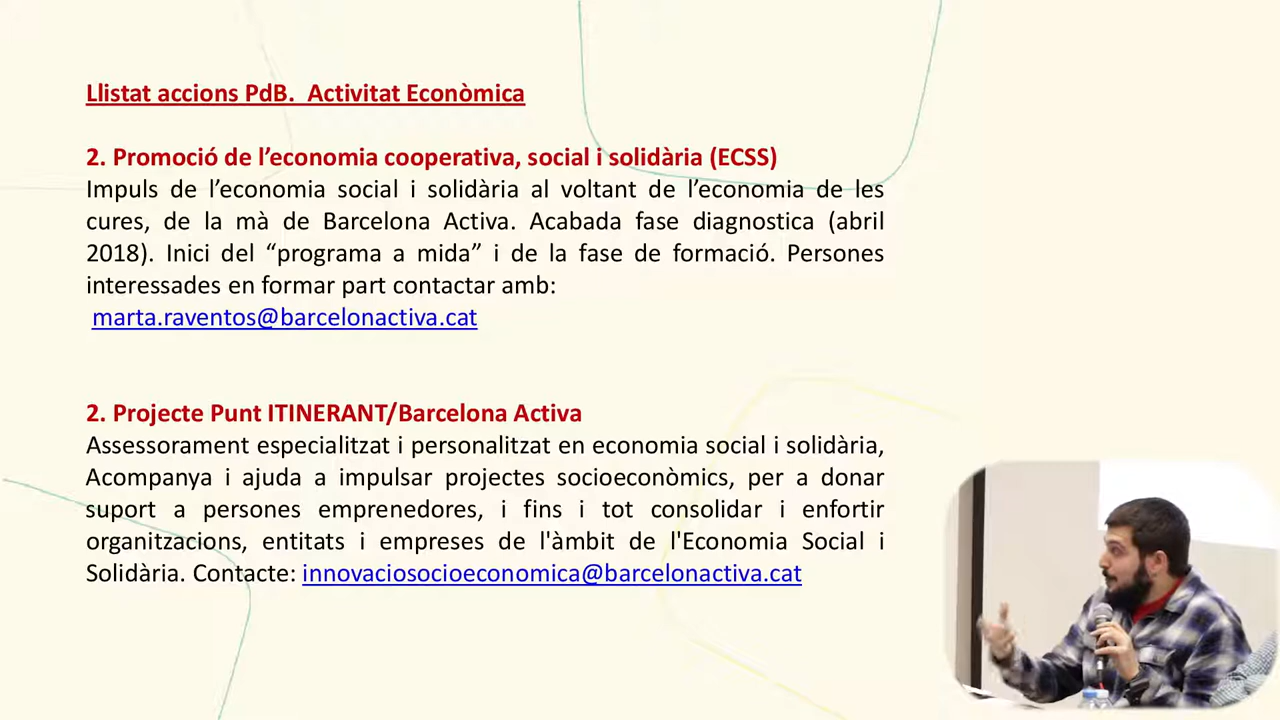 Llistat accions PdB.  Activitat Econòmica
2. Promoció de l’economia cooperativa, social i solidària (ECSS)
Impuls de l’economia social i solidària al voltant de l’economia de les
cures, de la mà de Barcelona Activa. Acabada fase diagnostica (abril
2018). Inici del “programa a mida” i de la fase de formació. Persones
interessades en formar part contactar amb:
marta.raventos@barcelonactiva.cat
2. Projecte Punt ITINERANT/Barcelona Activa
Assessorament especialitzat i personalitzat en economia social i solidària,
Acompanya i ajuda a impulsar projectes socioeconòmics, per a donar
suport a persones emprenedores, i fins i tot consolidar i enfortir
organitzacions, entitats i empreses de l'àmbit de l'Economia Social i
Solidària. Contacte: innovaciosocioeconomica@barcelonactiva.cat